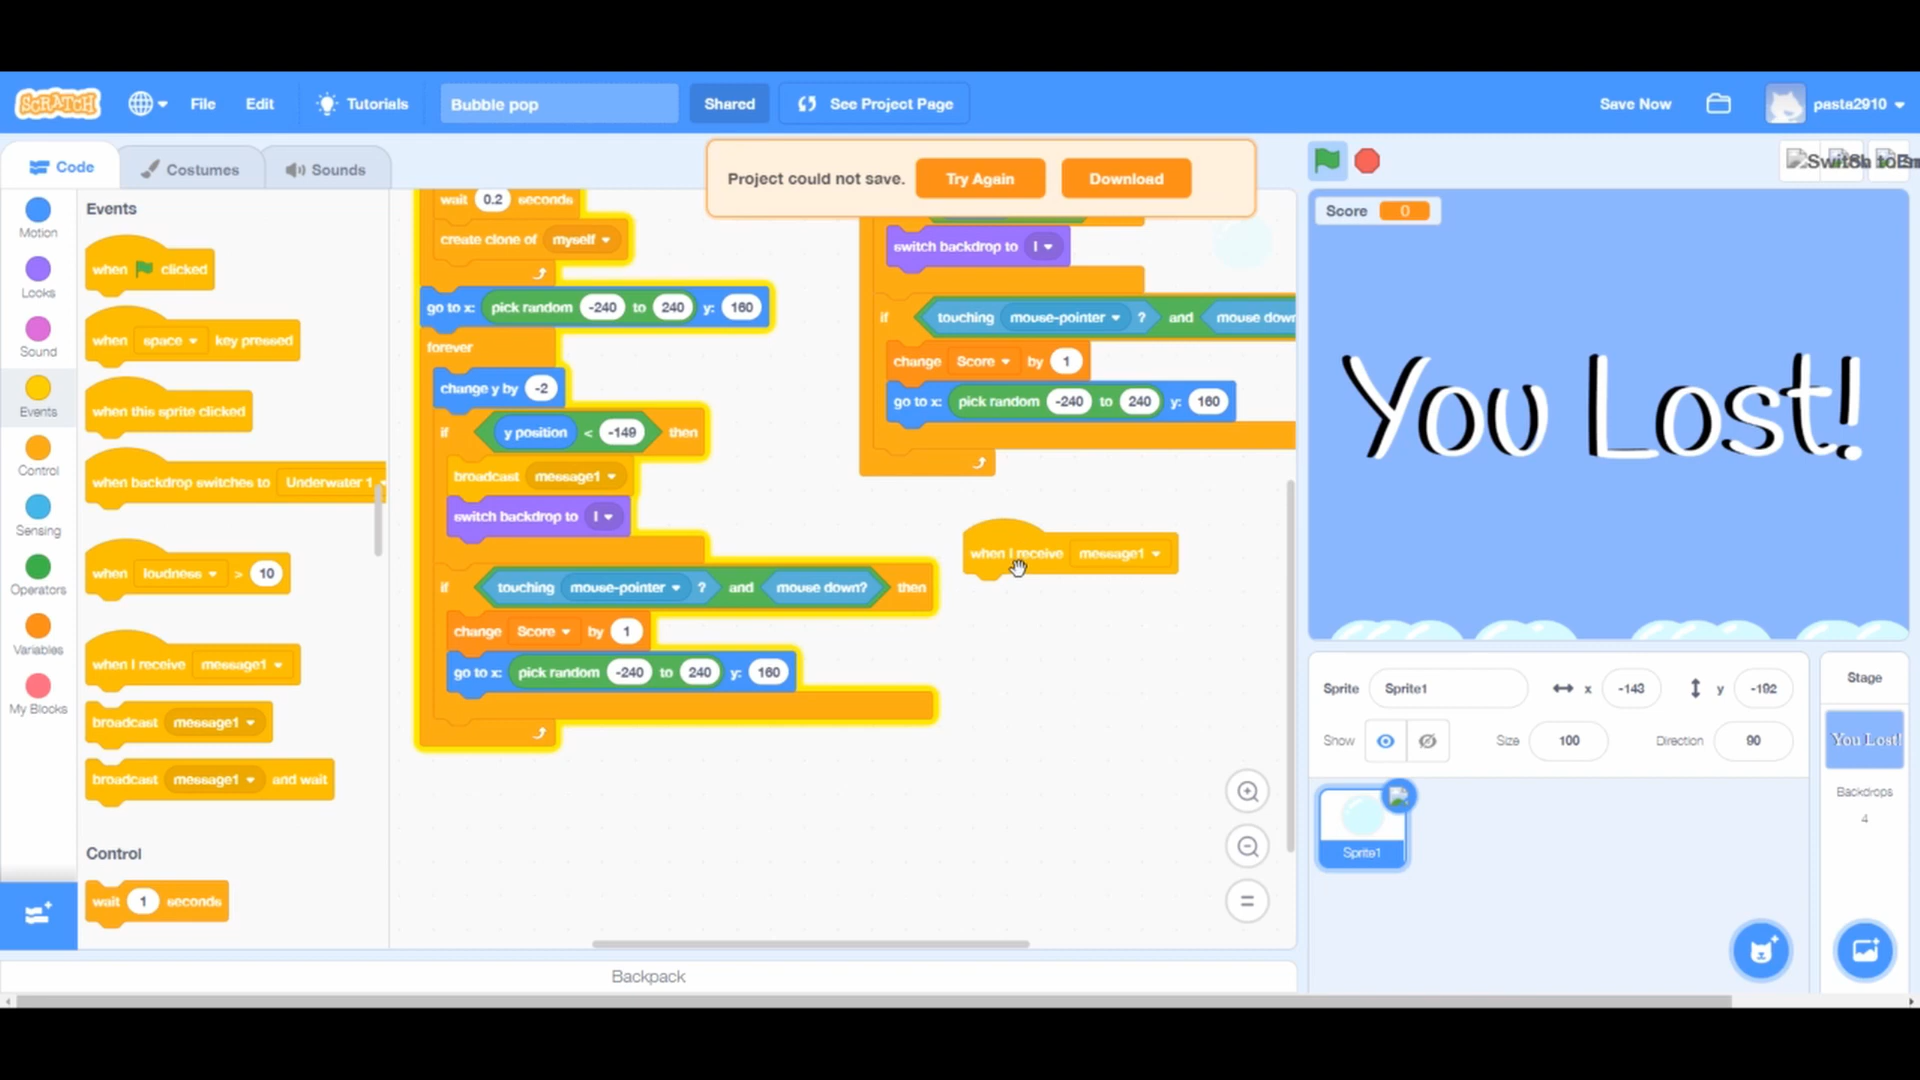 SCRATCH
File
Edit
Tutorials
Bubble pop
Shared
See Project Page
Save Now
pasta2910
Code
Costumes
Sounds
Project could not save.
Try Again
Download
Motion
Looks
Sound
Events
Control
Sensing
Operators
Variables
My Blocks
Events
when clicked
when space key pressed
when this sprite clicked
when backdrop switches to Underwater 1
when loudness > 10
when I receive message1
broadcast message1
broadcast message1 and wait
Control
wait 1 seconds
wait 0.2 seconds
create clone of myself
go to x: pick random -240 to 240 y: 160
forever
change y by -2
if y position < -149 then
broadcast message1
switch backdrop to l
if touching mouse-pointer ? and mouse down? then
change Score by 1
go to x: pick random -240 to 240 y: 160
switch backdrop to l
if touching mouse-pointer ? and mouse down
change Score by 1
go to x: pick random -240 to 240 y: 160
when I receive message1
Backpack
Score 0
You Lost!
Sprite Sprite1 x -143 y -192
Show Size 100 Direction 90
Sprite1
Stage
You Lost!
Backdrops
4